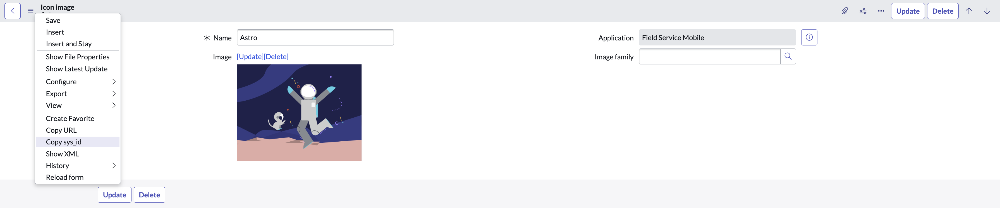 Icon image
Update
Delete
Save
Insert
Insert and Stay
Show File Properties
Show Latest Update
Configure
Export
View
Create Favorite
Copy URL
Copy sys_id
Show XML
History
Reload form
Name
Astro
Image
[Update][Delete]
Application
Field Service Mobile
Image family
Update
Delete